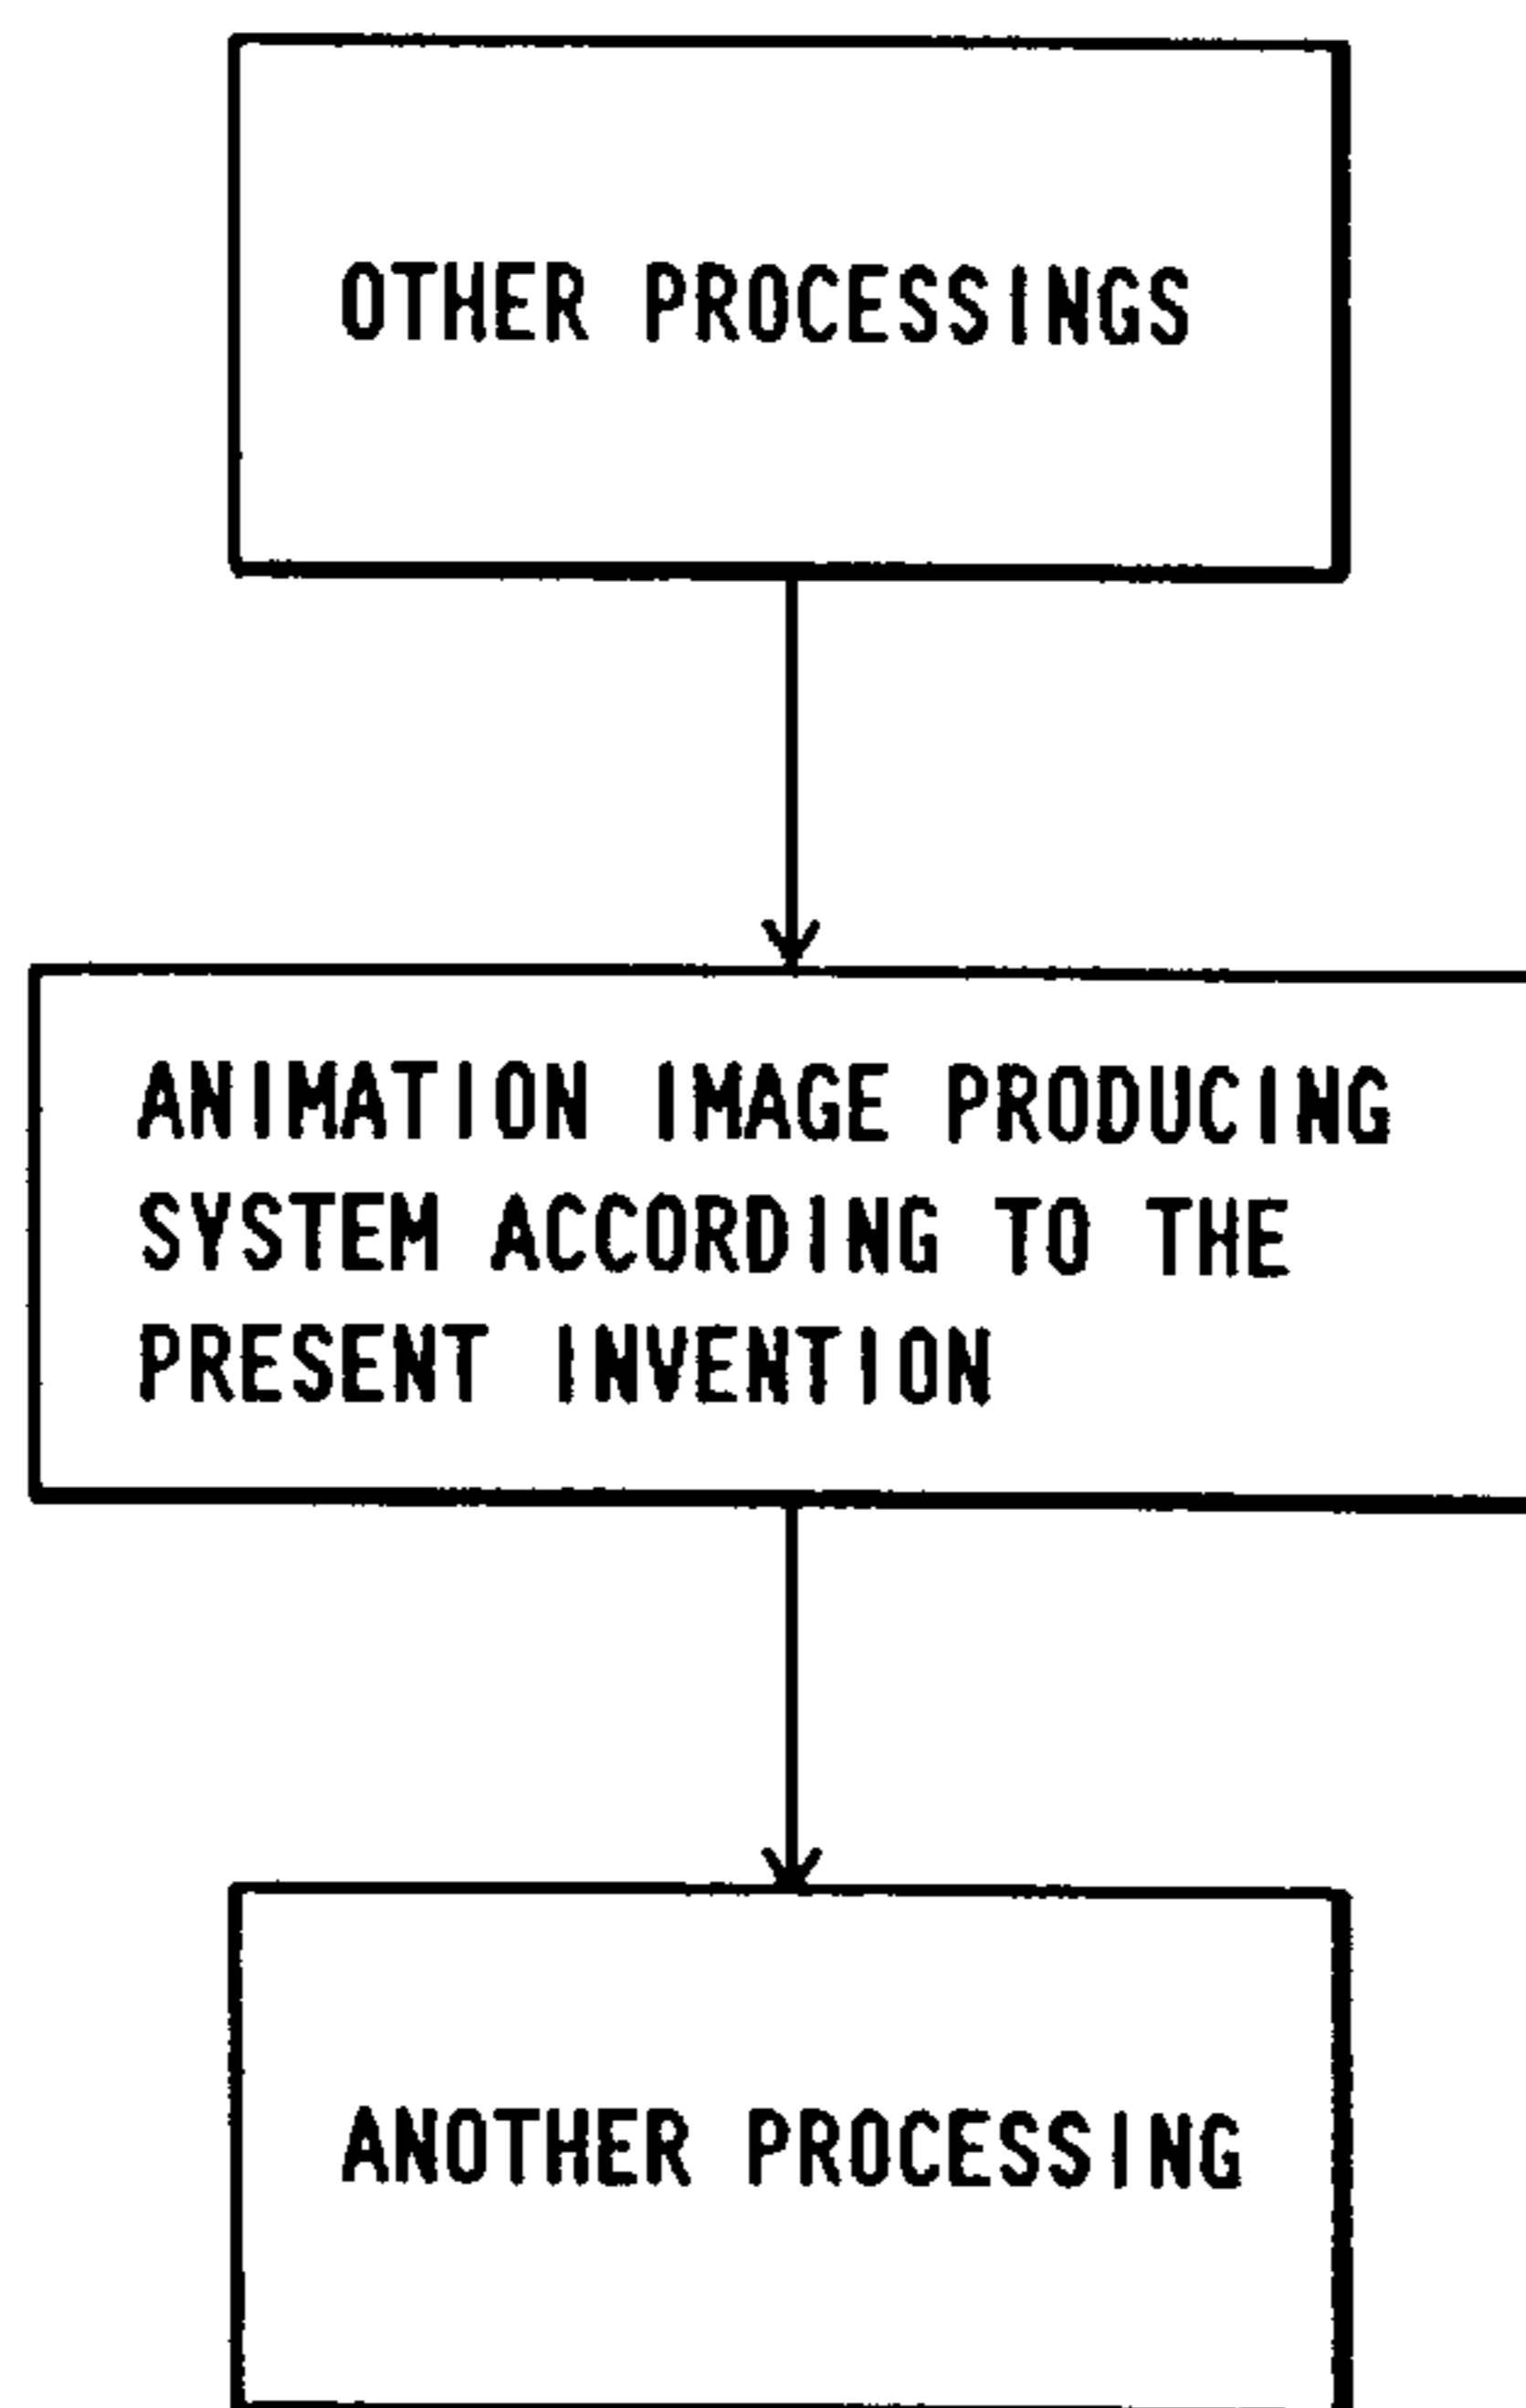 OTHER PROCESSINGS
ANIMATION IMAGE PRODUCING
SYSTEM ACCORDING TO THE
PRESENT INVENTION
ANOTHER PROCESSING